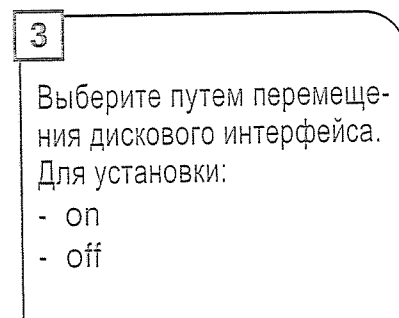 3
Выберите путем перемеще-
ния дискового интерфейса.
Для установки:
- on
- off